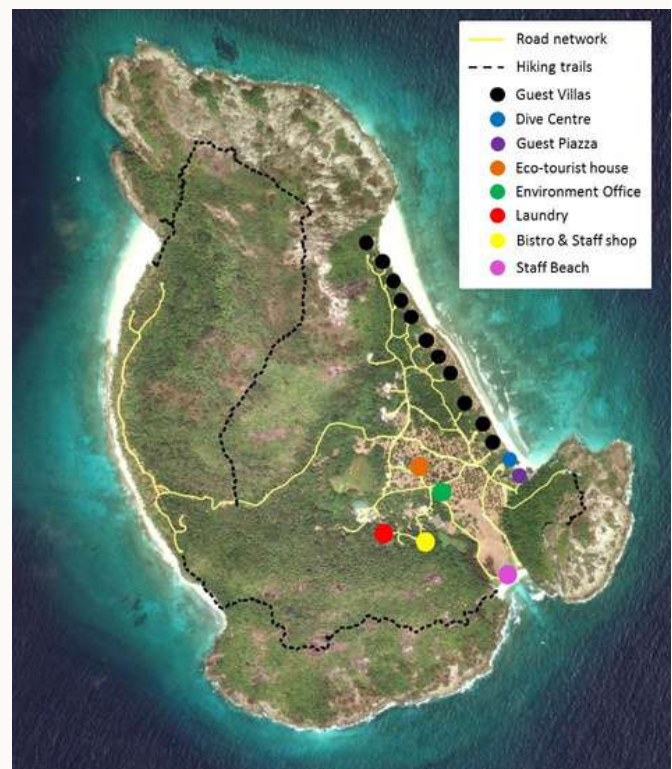 Road network
Hiking trails
Guest Villas
Dive Centre
Guest Piazza
Eco-tourist house
Environment Office
Laundry
Bistro & Staff shop
Staff Beach